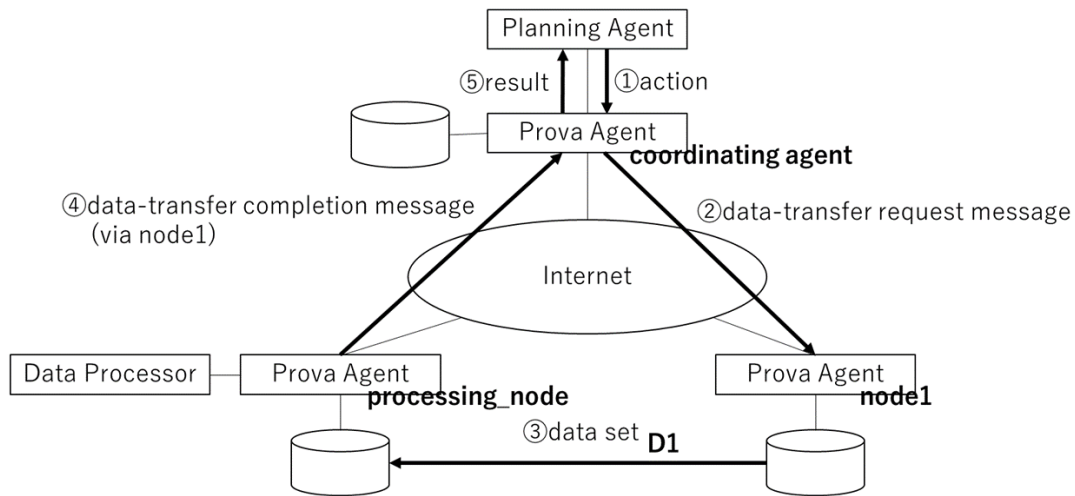 Planning Agent
⑤result
①action
Prova Agent
coordinating agent
④data-transfer completion message
(via node1)
②data-transfer request message
Internet
Data Processor
Prova Agent
processing_node
Prova Agent
node1
③data set
D1